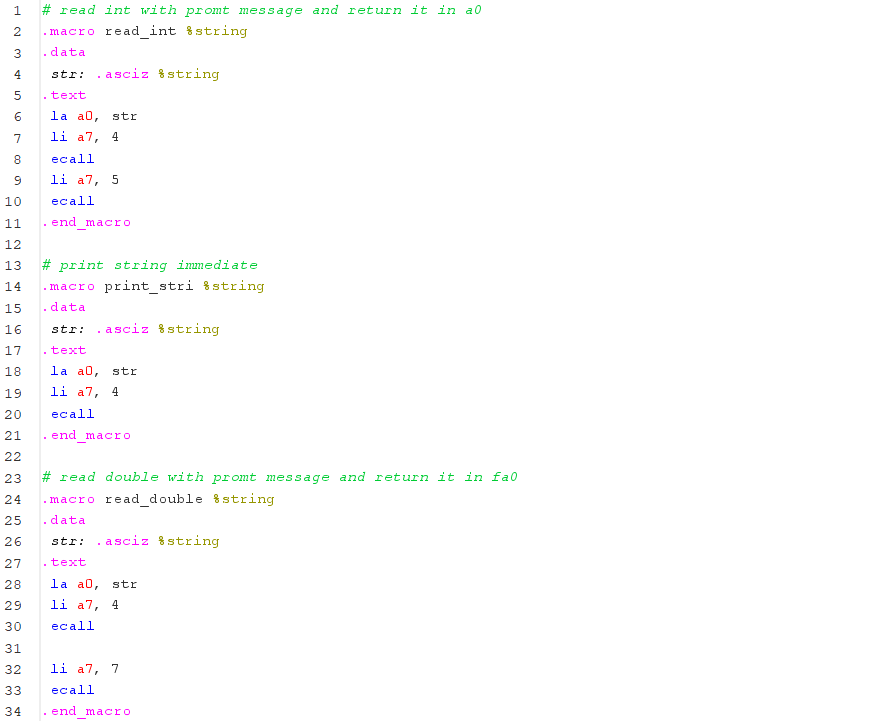 1 # read int with promt message and return it in a0
2 .macro read_int %string
3 .data
4  str: .asciz %string
5 .text
6  la a0, str
7  li a7, 4
8  ecall
9  li a7, 5
10  ecall
11 .end_macro
12
13 # print string immediate
14 .macro print_stri %string
15 .data
16  str: .asciz %string
17 .text
18  la a0, str
19  li a7, 4
20  ecall
21 .end_macro
22
23 # read double with promt message and return it in fa0
24 .macro read_double %string
25 .data
26  str: .asciz %string
27 .text
28  la a0, str
29  li a7, 4
30  ecall
31
32  li a7, 7
33  ecall
34 .end_macro